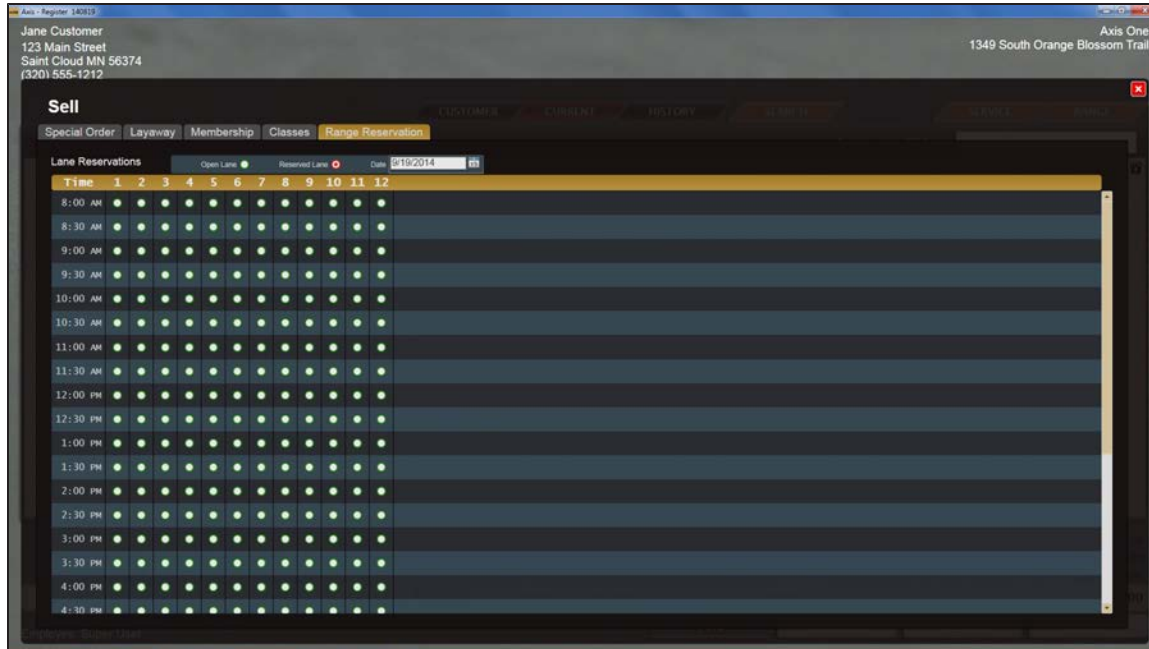 Axis - Register 140819
Jane Customer
123 Main Street
Saint Cloud MN 56374
(320) 555-1212
Axis One
1349 South Orange Blossom Trail
Sell
CUSTOMER CURRENT HISTORY SEARCH SERVICE RANGE
Special Order Layaway Membership Classes Range Reservation
Lane Reservations Open Lane Reserved Lane Date 9/19/2014
Time 1 2 3 4 5 6 7 8 9 10 11 12
8:00 AM
8:30 AM
9:00 AM
9:30 AM
10:00 AM
10:30 AM
11:00 AM
11:30 AM
12:00 PM
12:30 PM
1:00 PM
1:30 PM
2:00 PM
2:30 PM
3:00 PM
3:30 PM
4:00 PM
4:30 PM
Employee: Super User